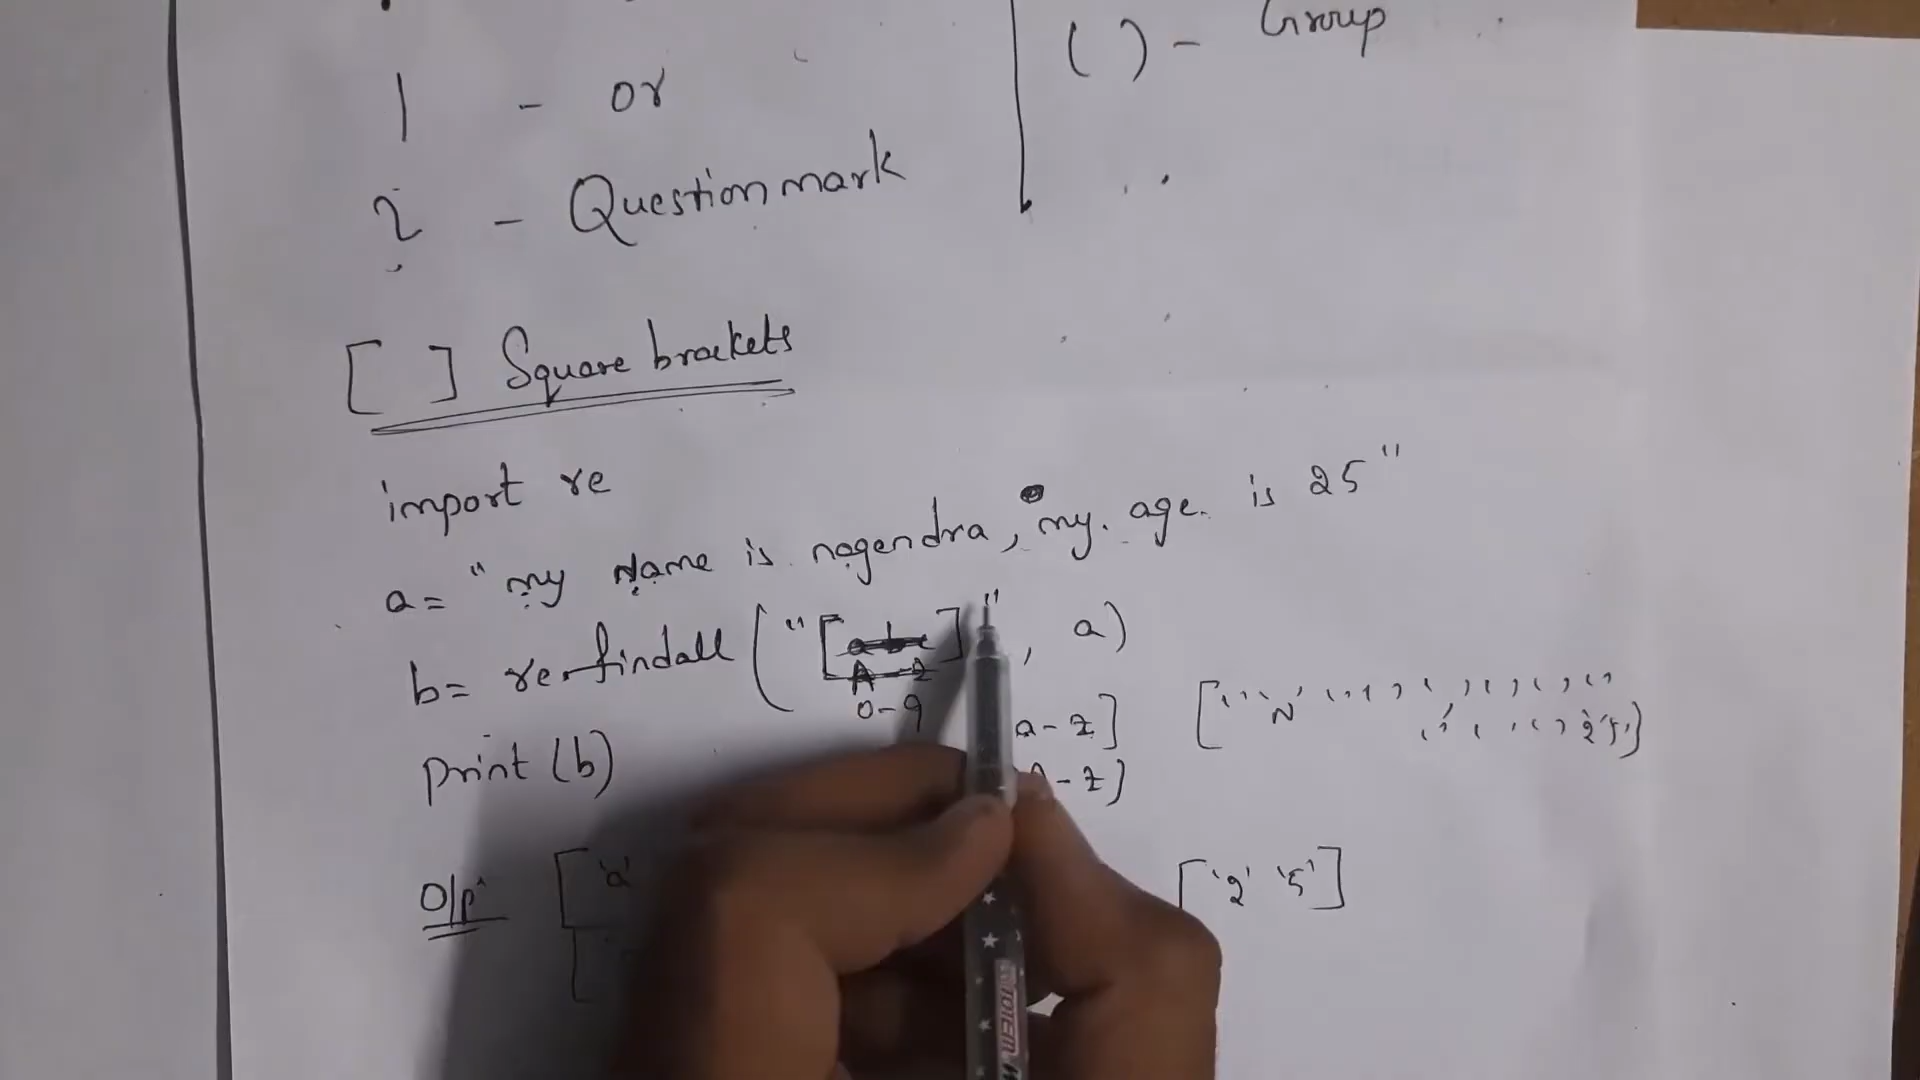 ( ) - Group
| - or
? - Question mark
[ ] Square brackets
import re
a= "my Name is nagendra, my. age. is 25"
b= re.findall ("[abc]", a)
A-Z
0-9
a-z]
print (b)
A-z]
O/p ['a'
['2' '5']